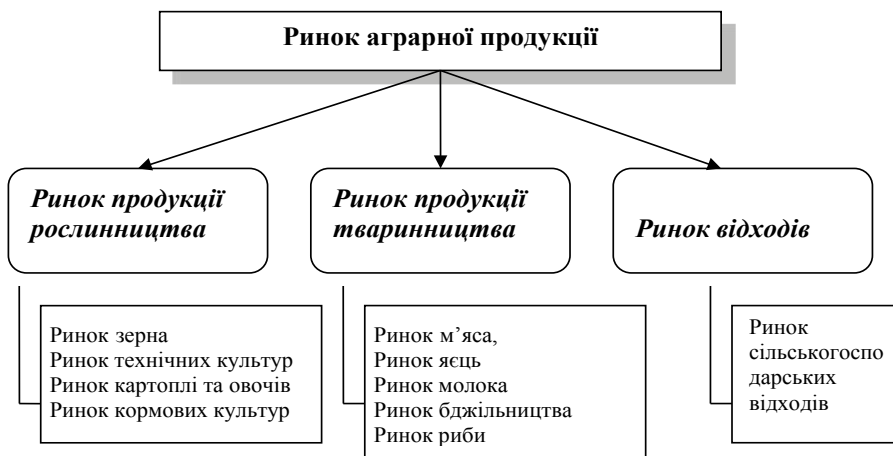 Ринок аграрної продукції
Ринок продукції
рослинництва
Ринок продукції
тваринництва
Ринок відходів
Ринок зерна
Ринок технічних культур
Ринок картоплі та овочів
Ринок кормових культур
Ринок м’яса,
Ринок яєць
Ринок молока
Ринок бджільництва
Ринок риби
Ринок
сільськогоспо
дарських
відходів